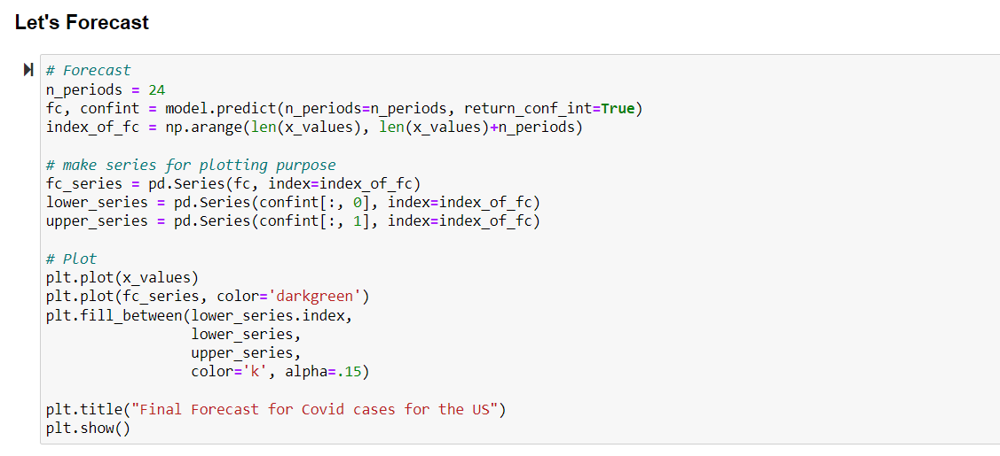 Let's Forecast
# Forecast
n_periods = 24
fc, confint = model.predict(n_periods=n_periods, return_conf_int=True)
index_of_fc = np.arange(len(x_values), len(x_values)+n_periods)
# make series for plotting purpose
fc_series = pd.Series(fc, index=index_of_fc)
lower_series = pd.Series(confint[:, 0], index=index_of_fc)
upper_series = pd.Series(confint[:, 1], index=index_of_fc)
# Plot
plt.plot(x_values)
plt.plot(fc_series, color='darkgreen')
plt.fill_between(lower_series.index,
                 lower_series,
                 upper_series,
                 color='k', alpha=.15)
plt.title("Final Forecast for Covid cases for the US")
plt.show()